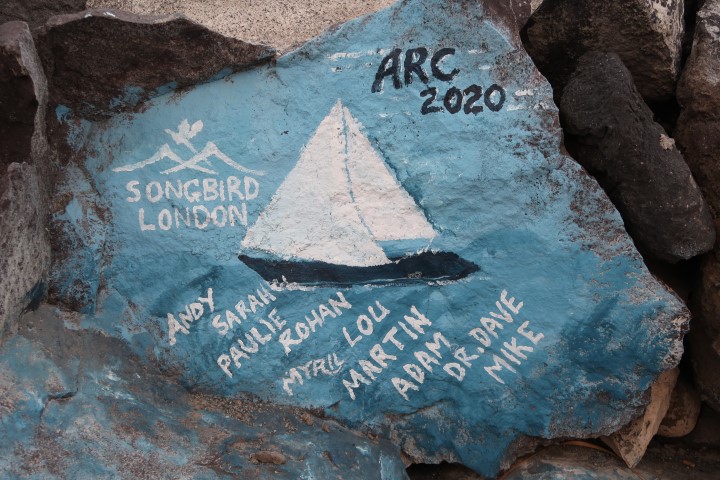 ARC
2020
SONGBIRD
LONDON
ANDY
SARAH
PAULIE
ROHAN
MYRIL
LOU
MARTIN
ADAM
DR. DAVE
MIKE